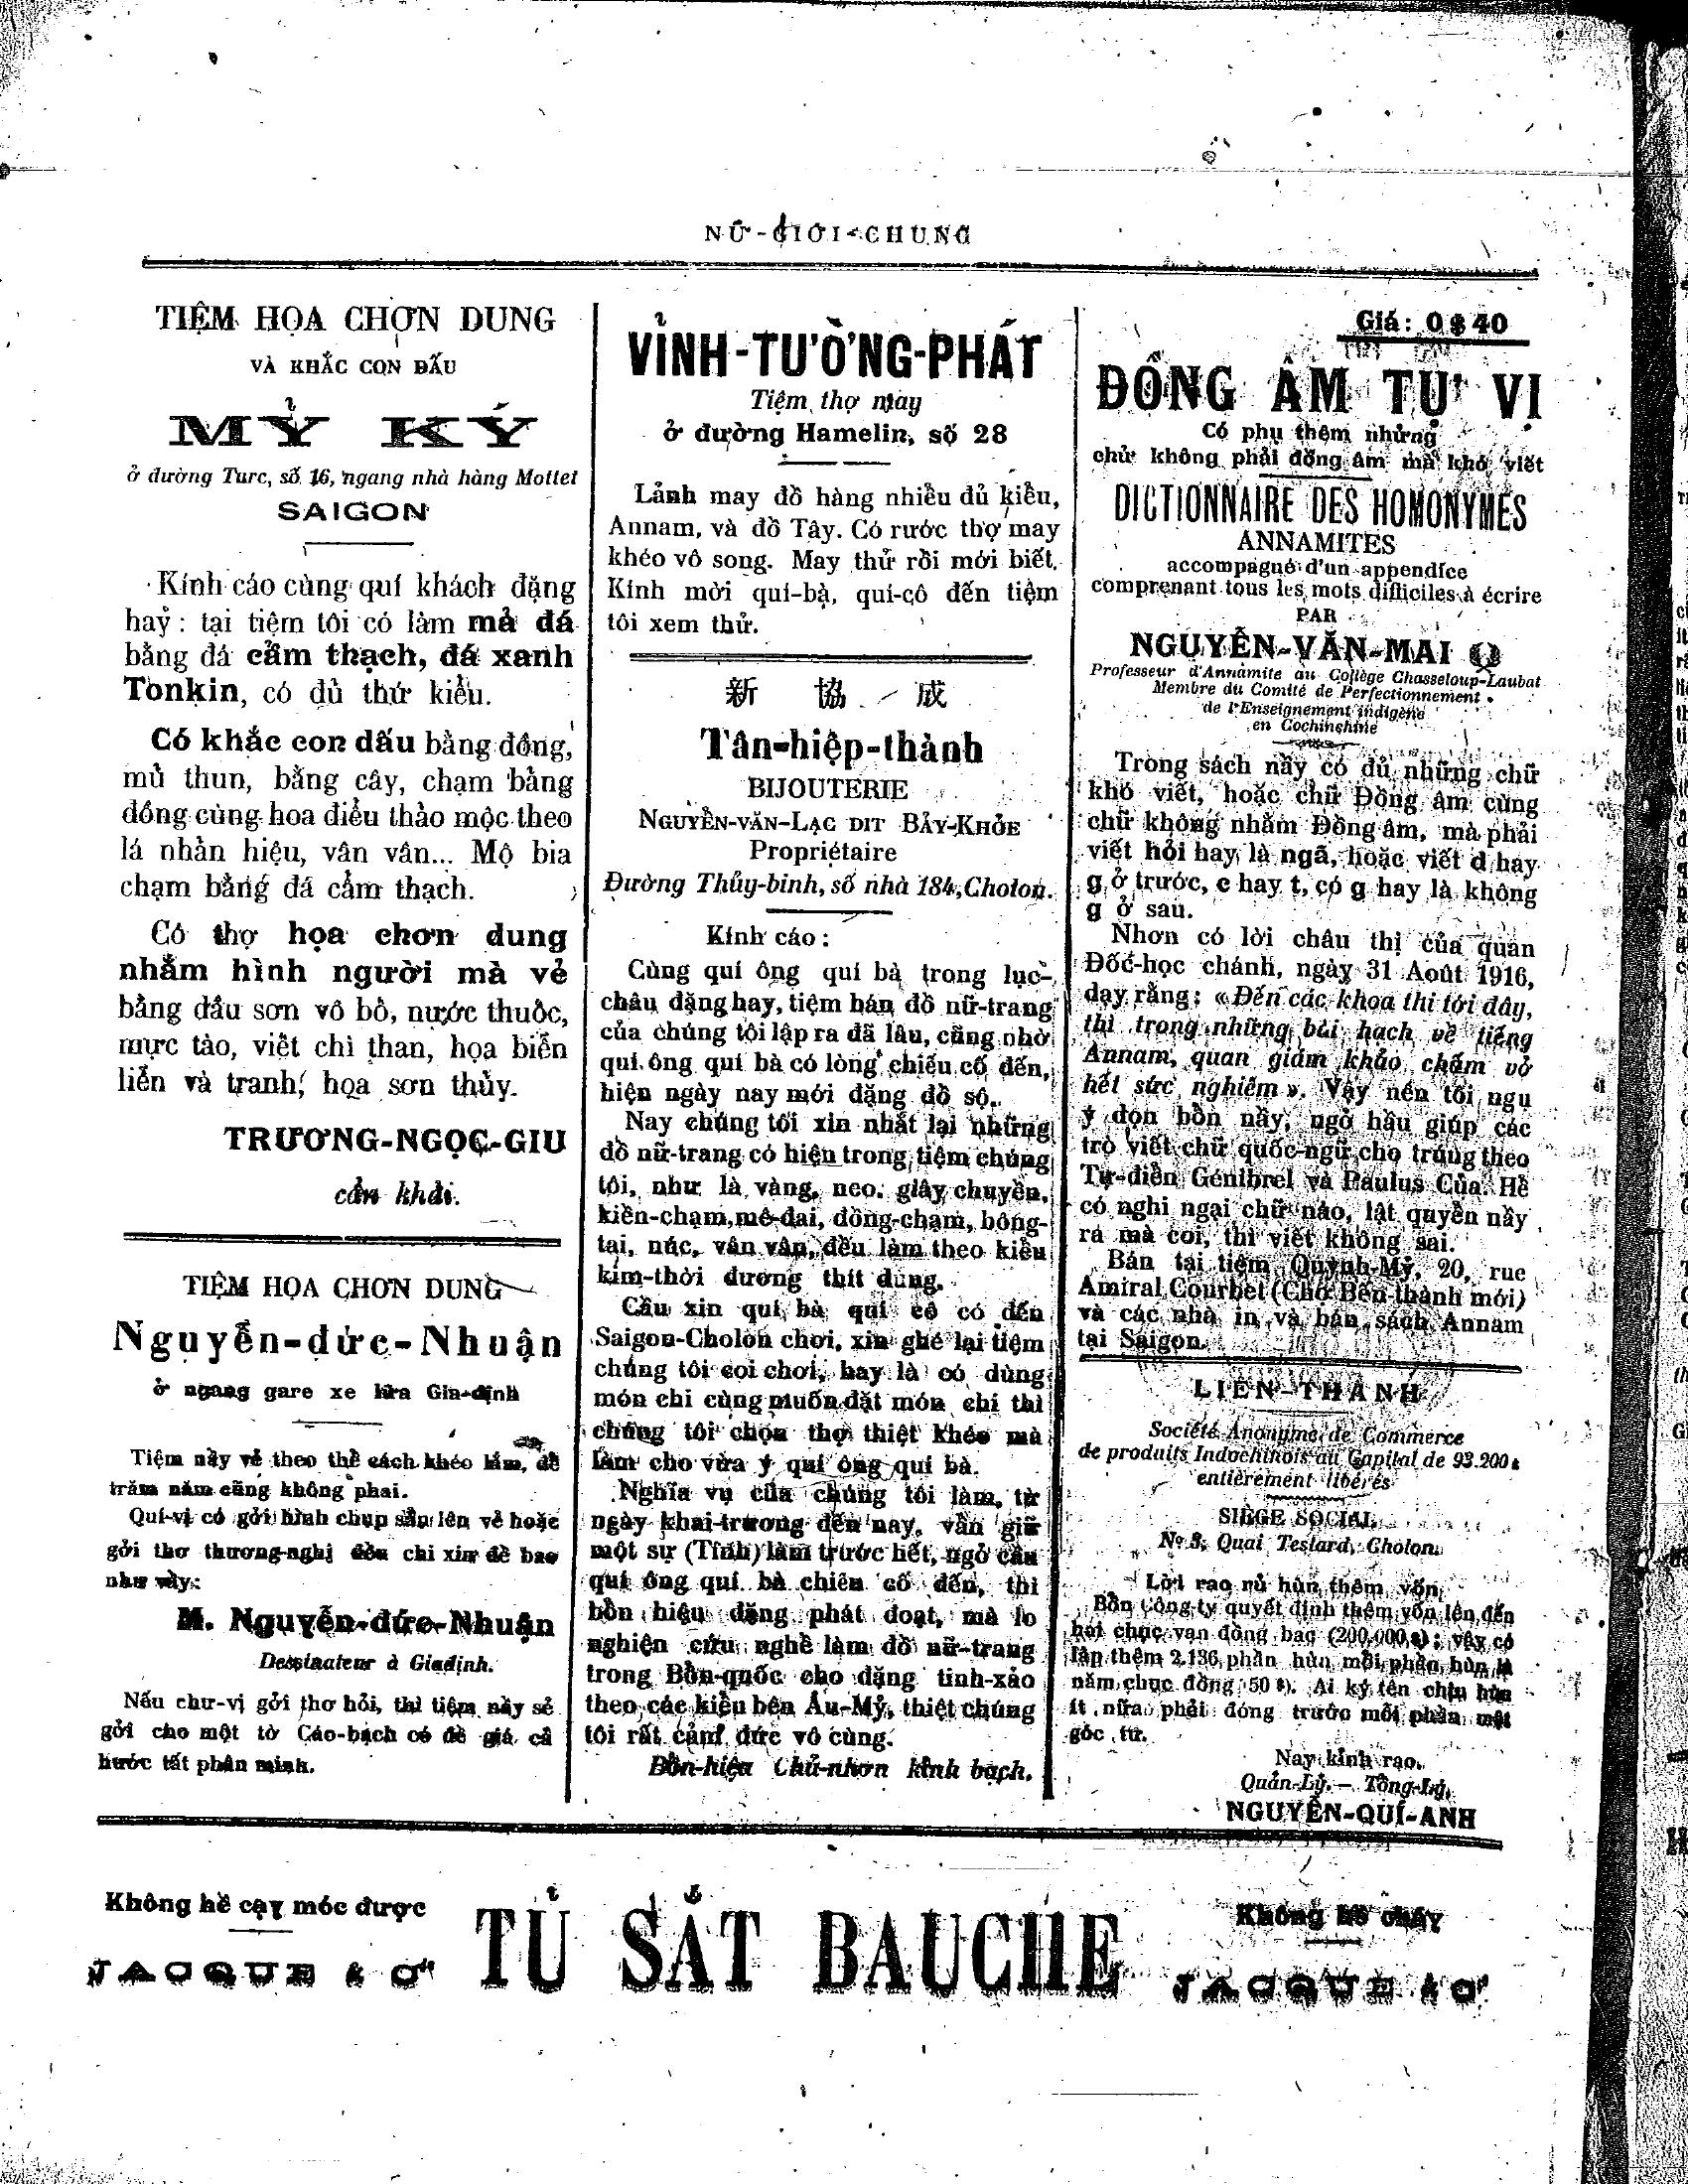 NỮ-GIỚI-CHUNG
TIỆM HỌA CHƠN DUNG
VÀ KHẮC CON DẤU
MỶ KÝ
ở đường Turc, số 16, ngang nhà hàng Mottet
SAIGON
Kính cáo cùng quí khách đặng
hay: tại tiệm tôi có làm mả đá
bằng đá cẩm thạch, đá xanh
Tonkin, có đủ thứ kiểu.
Có khắc con dấu bằng đồng,
mủ thun, bằng cây, chạm bằng
đồng cùng hoa điểu thảo mộc theo
lá nhãn hiệu, vân vân... Mộ bia
chạm bằng đá cẩm thạch.
Có thợ họa chơn dung
nhắm hình người mà vẻ
bằng dầu sơn vô bố, nước thuốc,
mực tào, viết chì than, họa biển
liễn và tranh, họa sơn thủy.
TRƯƠNG-NGỌC-GIU
cẩn khải.
TIỆM HỌA CHƠN DUNG
Nguyễn-đức-Nhuận
ở ngang gare xe lửa Gia-định
Tiệm nầy vẻ theo thể cách khéo lắm, để
trăm năm cũng không phai.
Quí-vị có gởi hình chụp sẵn lên vẻ hoặc
gởi thơ thương-nghị đều chi xin đề bao
như vầy:
M. Nguyễn-đức-Nhuận
Dessinateur à Giadịnh.
Nếu chư-vị gởi thơ hỏi, thì tiệm nầy sẻ
gởi cho một tờ Cáo-bạch có đề giá cả
hước tất phân minh.
VỈNH-TƯỜNG-PHÁT
Tiệm thợ may
ở đường Hamelin, số 28
Lảnh may đồ hàng nhiều đủ kiểu,
Annam, và đồ Tây. Có rước thợ may
khéo vô song. May thử rồi mới biết.
Kính mời quí-bà, quí-cô đến tiệm
tôi xem thử.
新 協 成
Tân-hiệp-thành
BIJOUTERIE
NGUYỄN-VĂN-LẠC DIT BẢY-KHỎE
Propriétaire
Đường Thủy-binh, số nhà 184, Cholon.
Kính cáo:
Cùng quí ông quí bà trong lục-
châu đặng hay, tiệm bán đồ nữ-trang
của chúng tôi lập ra đã lâu, cũng nhờ
quí ông quí bà có lòng chiếu cố đến,
hiện ngày nay mới đặng đồ sộ.
Nay chúng tôi xin nhắt lại những
đồ nữ-trang có hiện trong tiệm chúng
tôi, như là vàng, neo, giây chuyền,
kiền-chạm, mê-đai, đồng-chạm, bông-
tai, núc, vân vân, đều làm theo kiểu
kim-thời đương thít dùng.
Cầu xin quí bà quí cô có đến
Saigon-Cholon chơi, xin ghé lại tiệm
chúng tôi coi chơi, hay là có dùng
món chi cùng muốn đặt món chi thì
chúng tôi chọn thợ thiệt khéo mà
làm cho vừa ý quí ông quí bà.
Nghĩa vụ của chúng tôi làm, từ
ngày khai-trương đến nay, vẫn giữ
một sự (Tính) làm trước hết, ngỏ cầu
quí ông quí bà chiếu cố đến, thì
bổn hiệu đặng phát đoạt, mà lo
nghiện cứu nghề làm đồ nữ-trang
trong Bổn-quốc cho đặng tinh-xảo
theo các kiểu bên Âu-Mỷ, thiệt chúng
tôi rất cảm đức vô cùng.
Bổn-hiệu Chủ-nhơn kính bạch.
Giá: 0$40
ĐỒNG ÂM TỰ VỊ
Có phụ thêm những
chữ không phải đồng âm mà khó viết
DICTIONNAIRE DES HOMONYMES
ANNAMITES
accompagné d'un appendice
comprenant tous les mots difficiles à écrire
PAR
NGUYỄN-VĂN-MAI
Professeur d'Annamite au Collège Chasseloup-Laubat
Membre du Comité de Perfectionnement
de l'Enseignement indigène
en Cochinchine
Trong sách nầy có đủ những chữ
khó viết, hoặc chữ Đồng âm cùng
chữ không nhằm Đồng âm, mà phải
viết hỏi hay là ngã, hoặc viết d hay
g ở trước, c hay t, có g hay là không
g ở sau.
Nhơn có lời châu thị của quan
Đốc-học chánh, ngày 31 Août 1916,
dạy rằng: «Đến các khoa thi tới đây,
thì trong những bài hạch về tiếng
Annam, quan giám khảo chấm vở
hết sức nghiêm». Vậy nên tôi ngu
ý dọn bổn nầy, ngỏ hầu giúp các
trò viết chữ quốc-ngữ cho trúng theo
Tự-điển Génibrel và Paulus Của. Hề
có nghi ngại chữ nào, lật quyển nầy
ra mà coi, thì viết không sai.
Bán tại tiệm Quỳnh-Mỹ, 20, rue
Amiral Courbet (Chợ Bến-thành mới)
và các nhà in và bán sách Annam
tại Saigon.
LIÊN-THÀNH
Société Anonyme de Commerce
de produits Indochinois au Capital de 93.200$
entièrement libérés
SIÈGE SOCIAL
Nº 3, Quai Testard, Cholon.
Lời rao nủ hùn thêm vốn.
Bổn Công-ty quyết định thêm vốn lên đến
hai chục vạn đồng bạc (200.000$); vậy có
lập thêm 2.136 phần hùn mỗi phần hùn là
năm chục đồng (50$). Ai ký tên chịu hùn
ít nữa phải đóng trước mỗi phần một
góc tư.
Nay kính rao.
Quản-Lý. — Tổng-Lý,
NGUYỄN-QUÍ-ANH
Không hề cạy móc được
JACQUE & Cie
TỦ SẮT BAUCHE
Không hề cháy
JACQUE & Cie